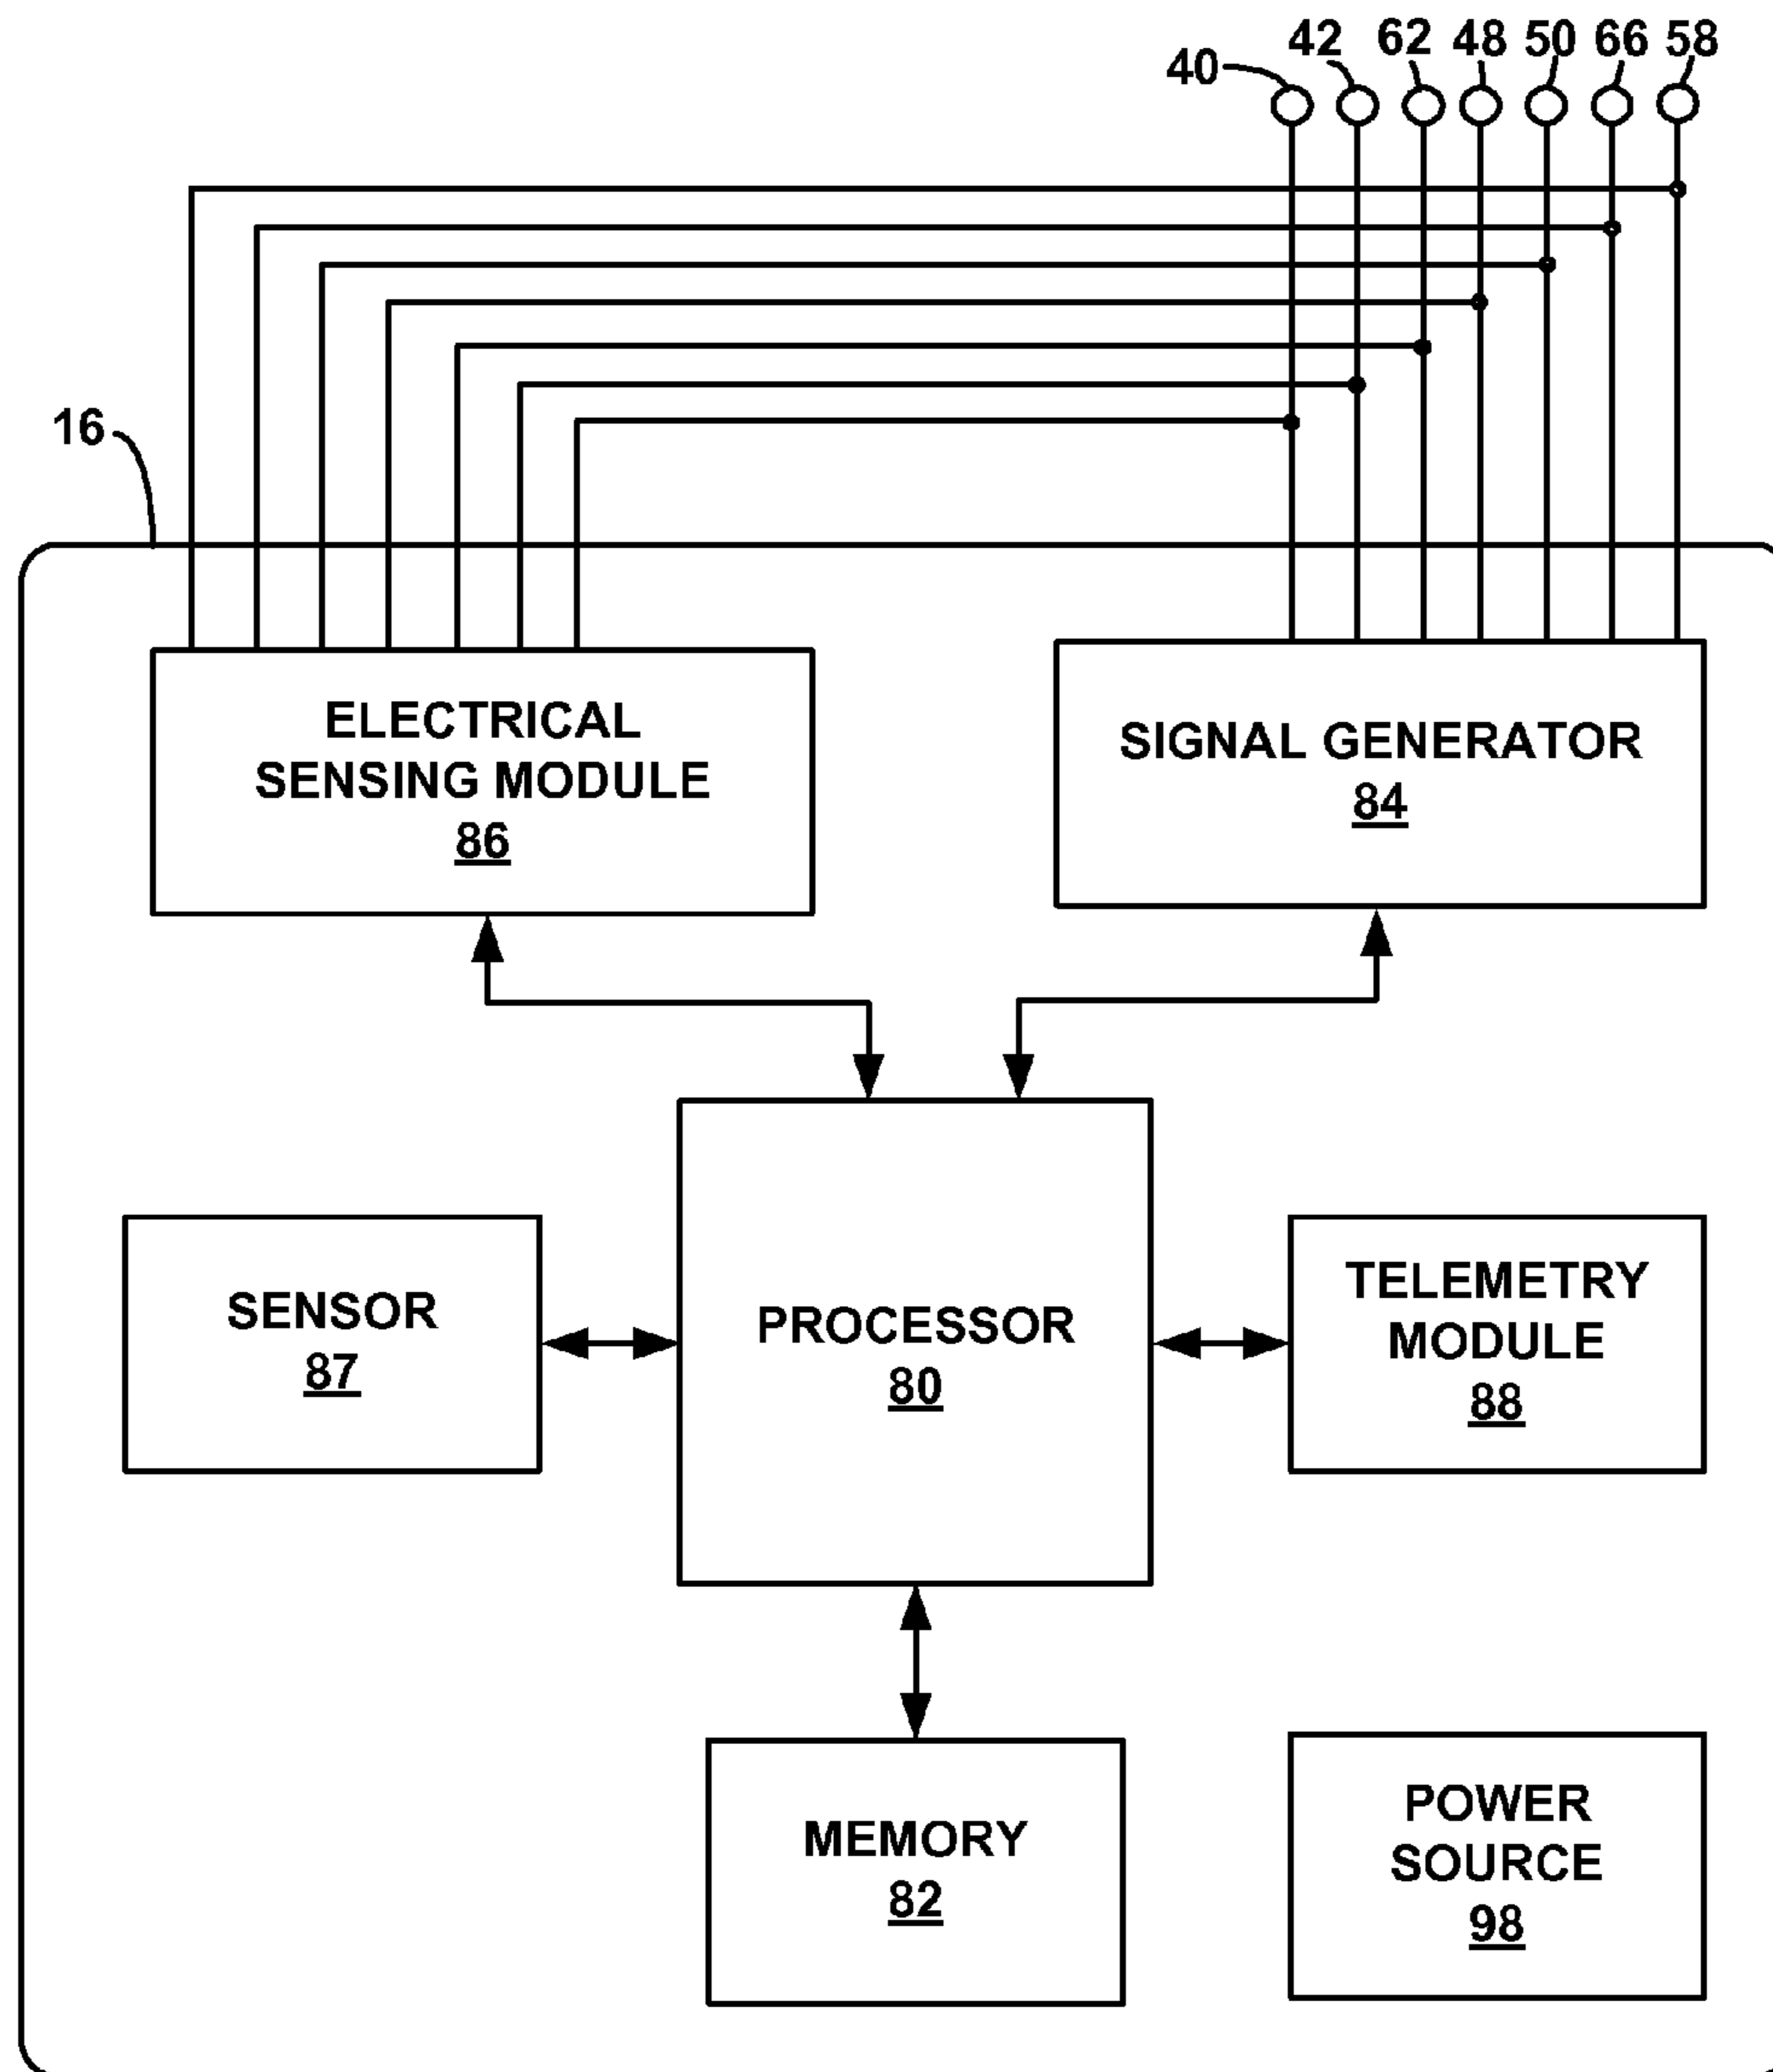 40
42
62
48
50
66
58
16
ELECTRICAL
SENSING MODULE
86
SIGNAL GENERATOR
84
SENSOR
87
PROCESSOR
80
TELEMETRY
MODULE
88
MEMORY
82
POWER
SOURCE
98